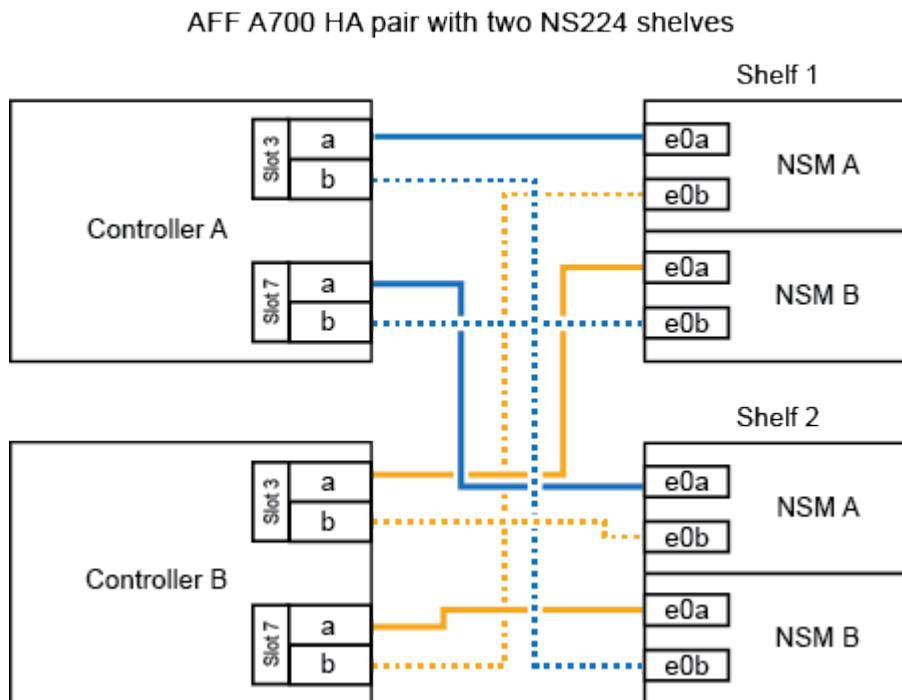 AFF A700 HA pair with two NS224 shelves
Shelf 1
Slot 3
a
b
Controller A
Slot 7
a
b
e0a
e0b
NSM A
e0a
e0b
NSM B
Shelf 2
Slot 3
a
b
Controller B
Slot 7
a
b
e0a
e0b
NSM A
e0a
e0b
NSM B